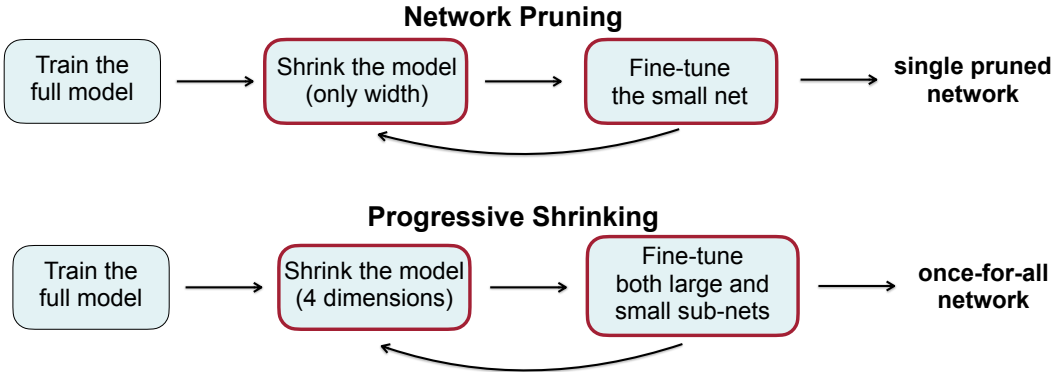 Network Pruning
Train the
full model
Shrink the model
(only width)
Fine-tune
the small net
single pruned
network
Progressive Shrinking
Train the
full model
Shrink the model
(4 dimensions)
Fine-tune
both large and
small sub-nets
once-for-all
network